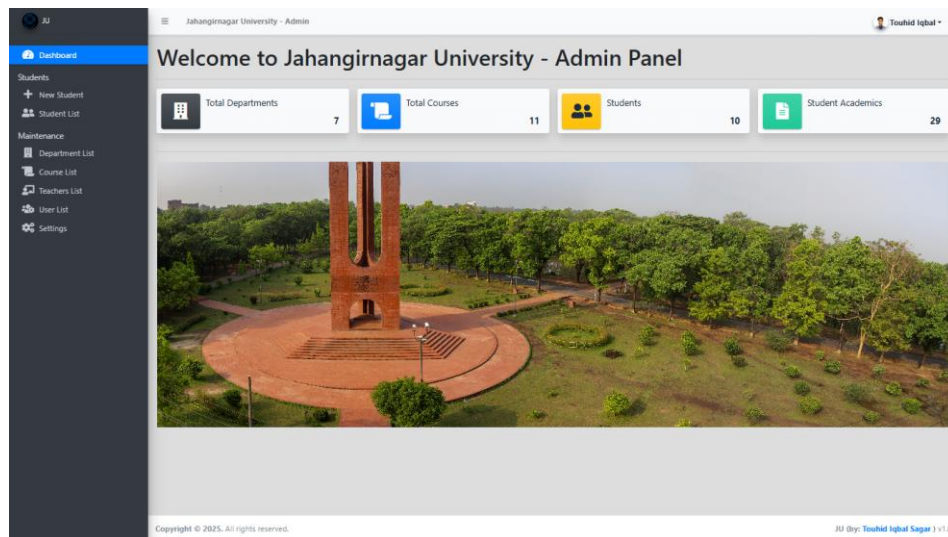 JU
Jahangirnagar University - Admin
Touhid Iqbal
Dashboard
Students
New Student
Student List
Maintenance
Department List
Course List
Teachers List
User List
Settings
Welcome to Jahangirnagar University - Admin Panel
Total Departments
7
Total Courses
11
Students
10
Student Academics
29
Copyright © 2025. All rights reserved.
JU (by: Touhid Iqbal Sagar )